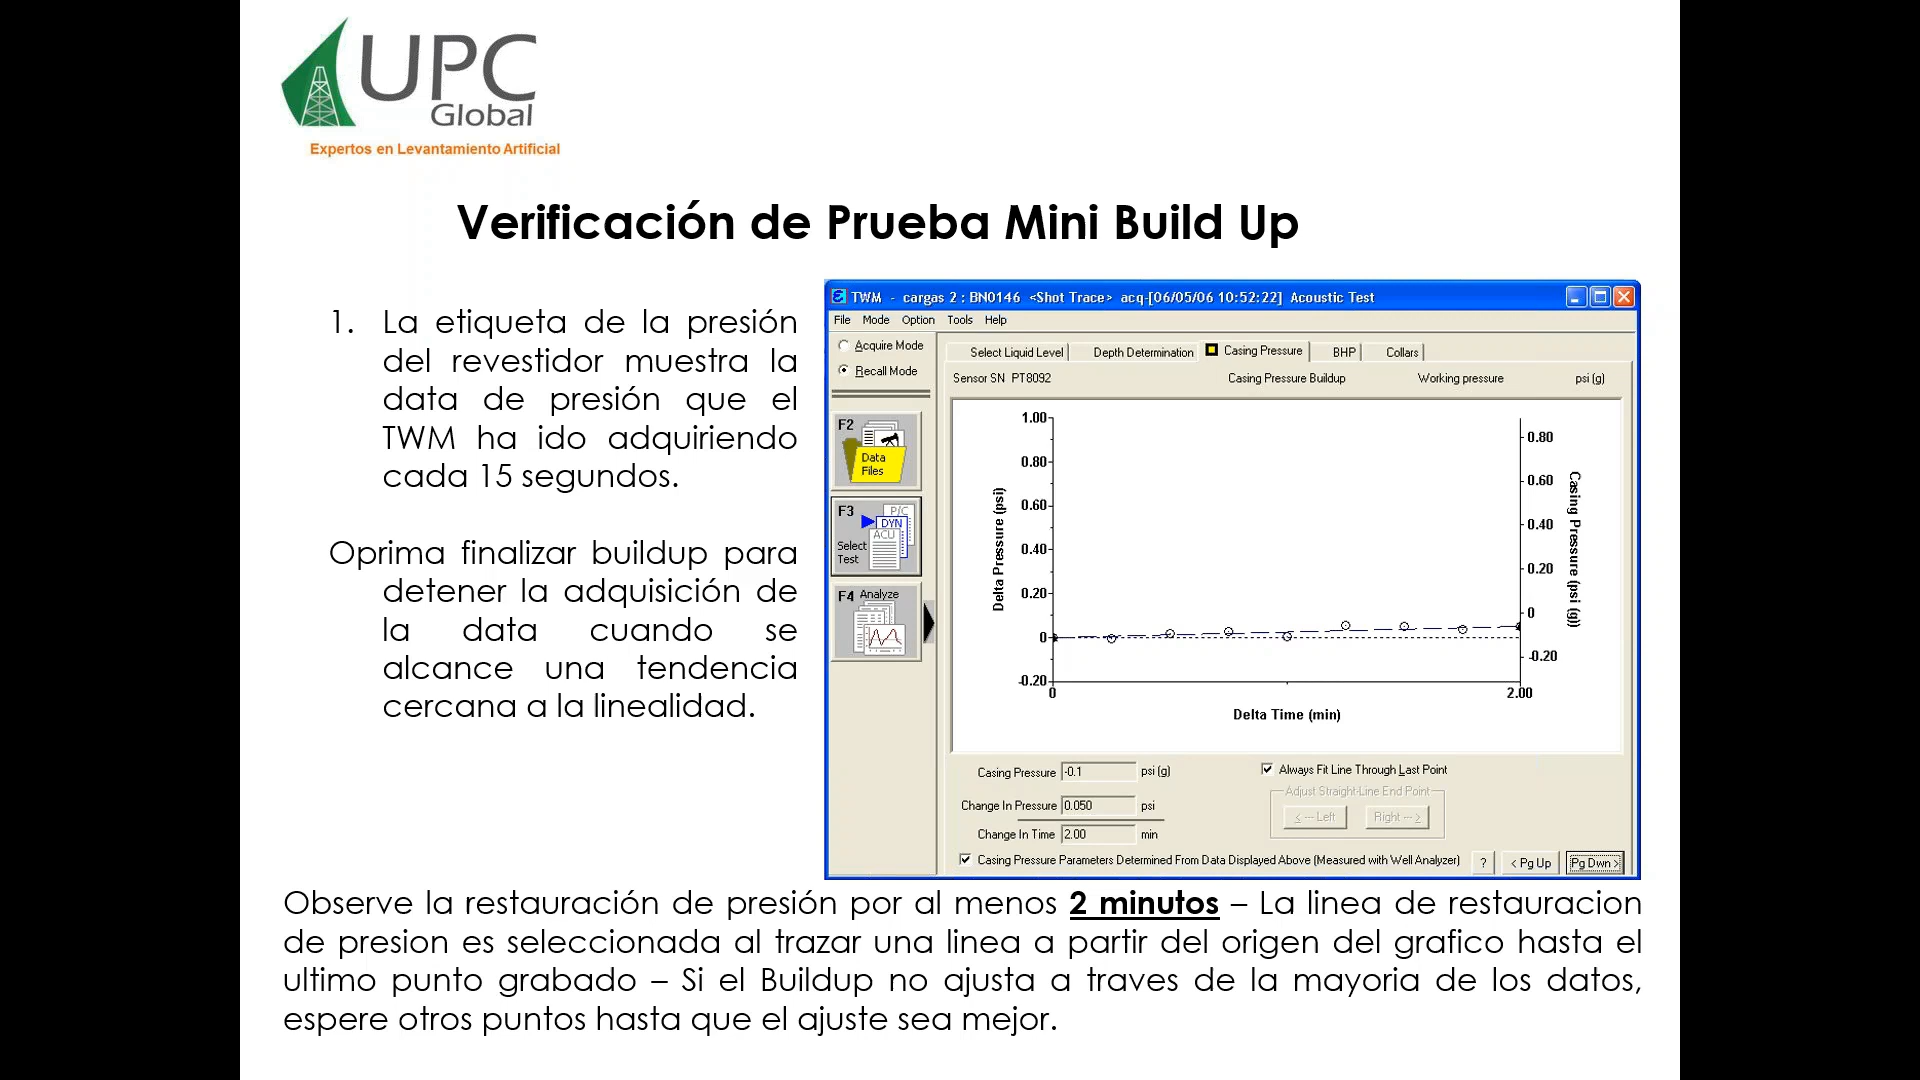 UPC
Global
Expertos en Levantamiento Artificial
Verificación de Prueba Mini Build Up
1. La etiqueta de la presión
del revestidor muestra la
data de presión que el
TWM ha ido adquiriendo
cada 15 segundos.
Oprima finalizar buildup para
detener la adquisición de
la data cuando se
alcance una tendencia
cercana a la linealidad.
TWM - cargas 2 : BN0146 <Shot Trace> acq-[06/05/06 10:52:22] Acoustic Test
File Mode Option Tools Help
Acquire Mode
Recall Mode
F2
Data
Files
F3
P/C
DYN
ACU
Select
Test
F4 Analyze
Select Liquid Level Depth Determination Casing Pressure BHP Collars
Sensor SN PT8092 Casing Pressure Buildup Working pressure psi (g)
Delta Pressure (psi)
1.00
0.80
0.60
0.40
0.20
0
-0.20
0 2.00
Delta Time (min)
0.80
0.60
0.40
0.20
0
-0.20
Casing Pressure (psi (g))
Casing Pressure -0.1 psi (g)
Change In Pressure 0.050 psi
Change In Time 2.00 min
Always Fit Line Through Last Point
Adjust Straight-Line End Point
< --- Left Right --- >
Casing Pressure Parameters Determined From Data Displayed Above (Measured with Well Analyzer)
? < Pg Up Pg Dwn >
Observe la restauración de presión por al menos 2 minutos – La linea de restauracion
de presion es seleccionada al trazar una linea a partir del origen del grafico hasta el
ultimo punto grabado – Si el Buildup no ajusta a traves de la mayoria de los datos,
espere otros puntos hasta que el ajuste sea mejor.